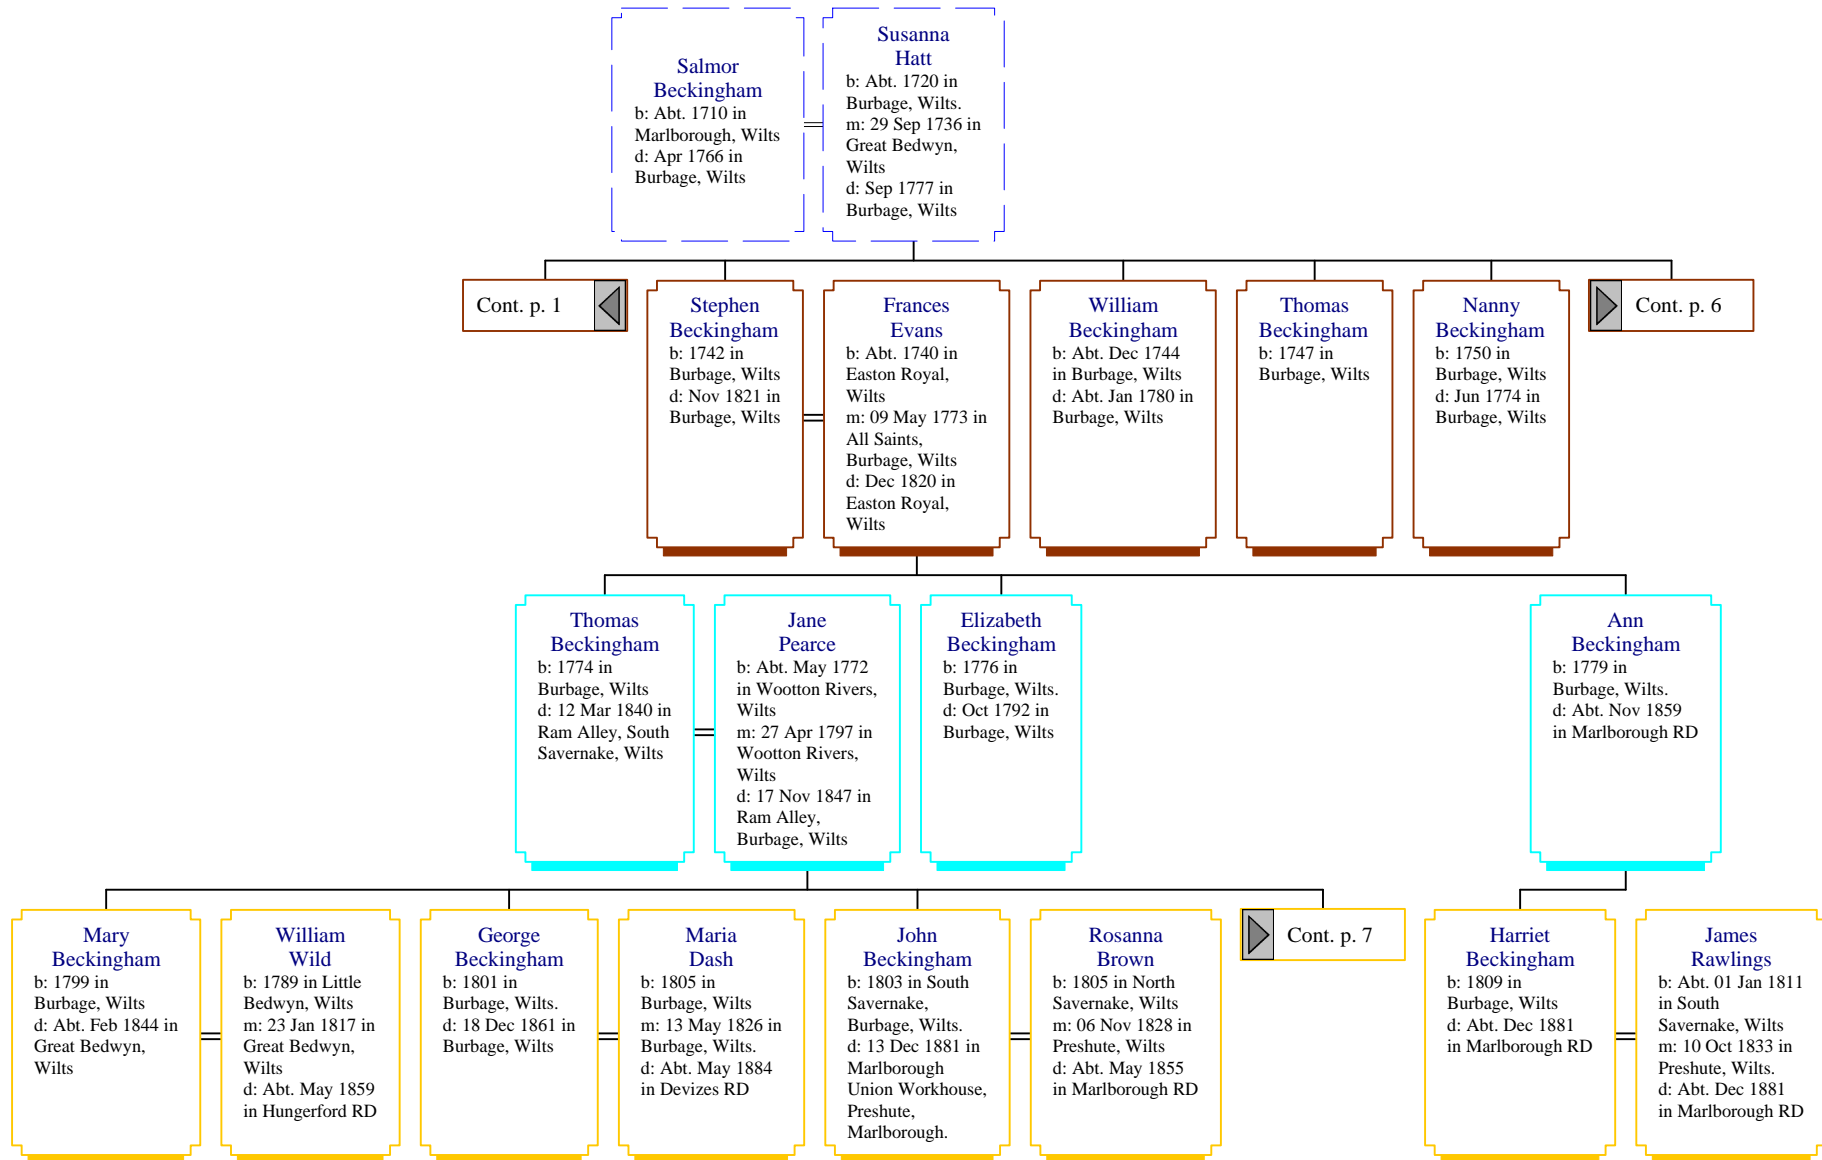 Salmor
Beckingham
b: Abt. 1710 in
Marlborough, Wilts
d: Apr 1766 in
Burbage, Wilts
Susanna
Hatt
b: Abt. 1720 in
Burbage, Wilts.
m: 29 Sep 1736 in
Great Bedwyn,
Wilts
d: Sep 1777 in
Burbage, Wilts
Cont. p. 1
Stephen
Beckingham
b: 1742 in
Burbage, Wilts
d: Nov 1821 in
Burbage, Wilts
Frances
Evans
b: Abt. 1740 in
Easton Royal,
Wilts
m: 09 May 1773 in
All Saints,
Burbage, Wilts
d: Dec 1820 in
Easton Royal,
Wilts
William
Beckingham
b: Abt. Dec 1744
in Burbage, Wilts
d: Abt. Jan 1780 in
Burbage, Wilts
Thomas
Beckingham
b: 1747 in
Burbage, Wilts
Nanny
Beckingham
b: 1750 in
Burbage, Wilts
d: Jun 1774 in
Burbage, Wilts
Cont. p. 6
Thomas
Beckingham
b: 1774 in
Burbage, Wilts
d: 12 Mar 1840 in
Ram Alley, South
Savernake, Wilts
Jane
Pearce
b: Abt. May 1772
in Wootton Rivers,
Wilts
m: 27 Apr 1797 in
Wootton Rivers,
Wilts
d: 17 Nov 1847 in
Ram Alley,
Burbage, Wilts
Elizabeth
Beckingham
b: 1776 in
Burbage, Wilts.
d: Oct 1792 in
Burbage, Wilts
Ann
Beckingham
b: 1779 in
Burbage, Wilts.
d: Abt. Nov 1859
in Marlborough RD
Mary
Beckingham
b: 1799 in
Burbage, Wilts
d: Abt. Feb 1844 in
Great Bedwyn,
Wilts
William
Wild
b: 1789 in Little
Bedwyn, Wilts
m: 23 Jan 1817 in
Great Bedwyn,
Wilts
d: Abt. May 1859
in Hungerford RD
George
Beckingham
b: 1801 in
Burbage, Wilts.
d: 18 Dec 1861 in
Burbage, Wilts
Maria
Dash
b: 1805 in
Burbage, Wilts
m: 13 May 1826 in
Burbage, Wilts.
d: Abt. May 1884
in Devizes RD
John
Beckingham
b: 1803 in South
Savernake,
Burbage, Wilts.
d: 13 Dec 1881 in
Marlborough
Union Workhouse,
Preshute,
Marlborough.
Rosanna
Brown
b: 1805 in North
Savernake, Wilts
m: 06 Nov 1828 in
Preshute, Wilts
d: Abt. May 1855
in Marlborough RD
Cont. p. 7
Harriet
Beckingham
b: 1809 in
Burbage, Wilts
d: Abt. Dec 1881
in Marlborough RD
James
Rawlings
b: Abt. 01 Jan 1811
in South
Savernake, Wilts
m: 10 Oct 1833 in
Preshute, Wilts.
d: Abt. Dec 1881
in Marlborough RD